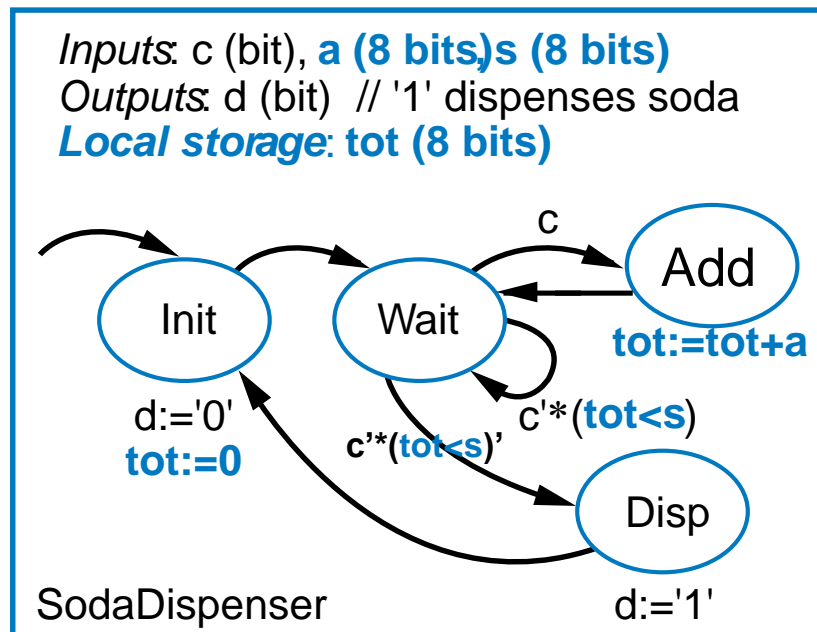 Inputs: c (bit), a (8 bits), s (8 bits)
Outputs: d (bit) // '1' dispenses soda
Local storage: tot (8 bits)
c
Add
Init
Wait
tot:=tot+a
d:='0'
c'*(tot<s)
tot:=0
c'*(tot<s)’
Disp
SodaDispenser
d:='1'